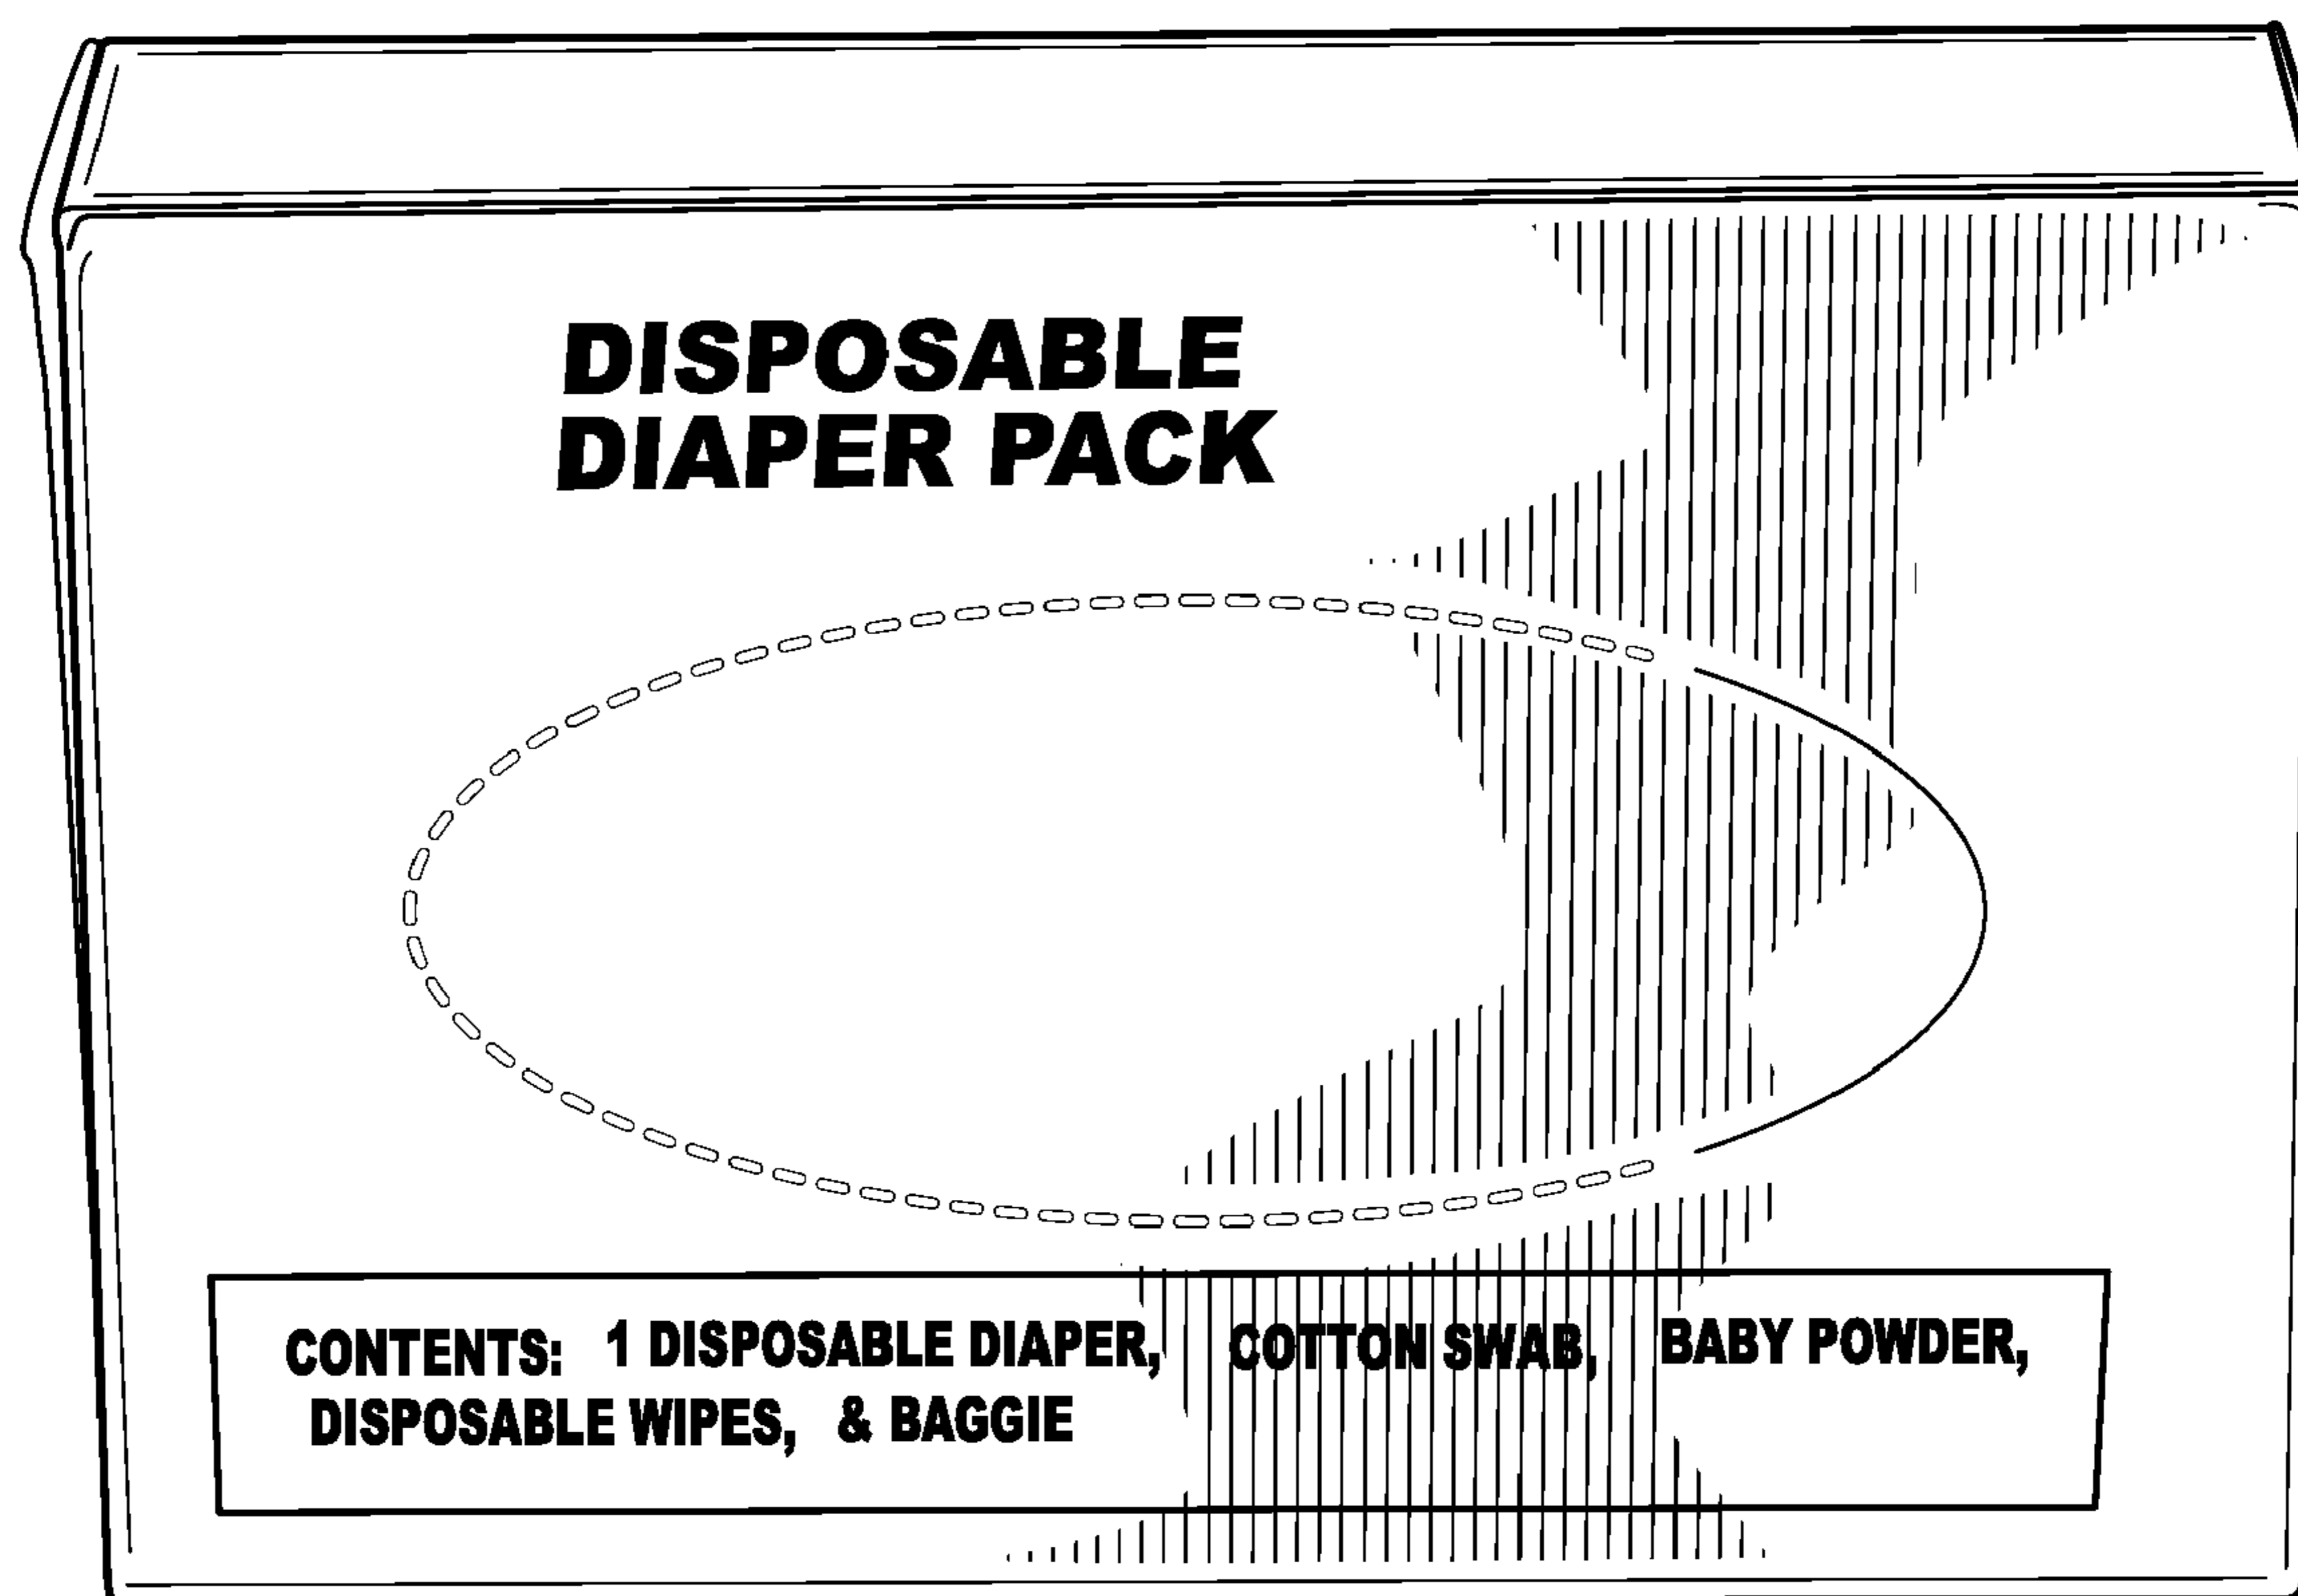 DISPOSABLE
DIAPER PACK
CONTENTS: 1 DISPOSABLE DIAPER, COTTON SWAB, BABY POWDER,
DISPOSABLE WIPES, & BAGGIE